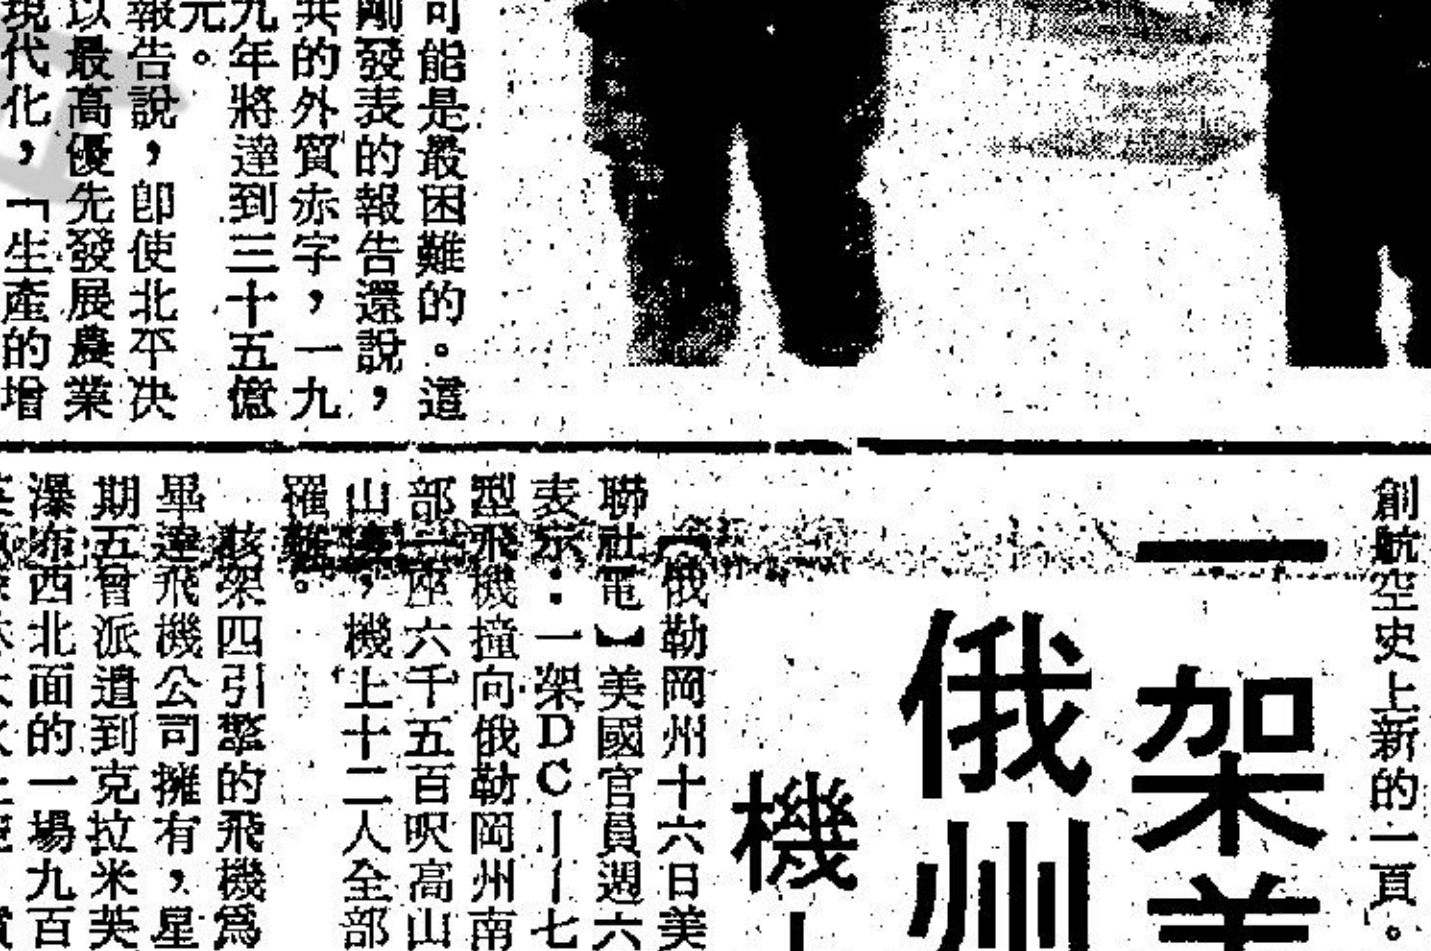 可能是最困難的。這
剛發表的報告還說，
共的外貿赤字，一九
九年將達到三十五億
元。
報告說，即使北平決
以最高優先發展農業
現代化，「生產的增
創航空史上新的一頁。
一架美
俄州
機上
【俄勒岡州十六日美
聯社電】美國官員週六
表示：一架DC——七
型飛機撞向俄勒岡州南
部一座六千五百呎高山
山，機上十二人全部
罹難。
該架四引擎的飛機爲
畢達飛機公司擁有，星
期五曾派遣到克拉米芙
瀑布西北面的一場九百